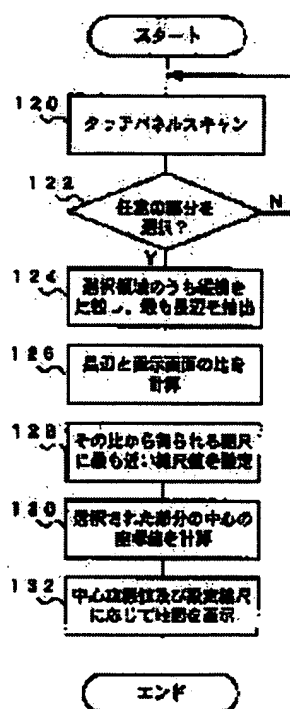 スタート
120
タッチパネルスキャン
122
任意の部分を
選択？
N
Y
124
選択領域のうち縦横を
比較し、最も長辺を抽出
126
長辺と表示画面の比を
計算
128
その比から得られる縮尺
に最も近い縮尺値を設定
130
選択された部分の中心の
座標値を計算
132
中心座標値及び設定縮尺
に応じて地図を表示
エンド